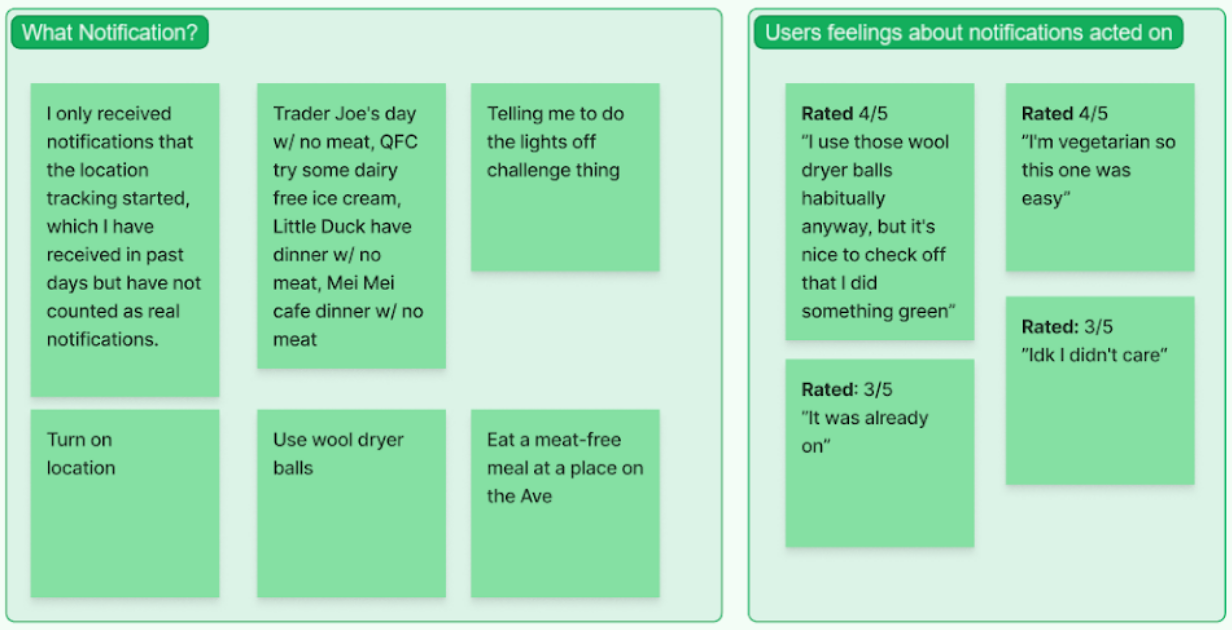 What Notification?
I only received
notifications that
the location
tracking started,
which I have
received in past
days but have not
counted as real
notifications.
Trader Joe's day
w/ no meat, QFC
try some dairy
free ice cream,
Little Duck have
dinner w/ no
meat, Mei Mei
cafe dinner w/ no
meat
Telling me to do
the lights off
challenge thing
Turn on
location
Use wool dryer
balls
Eat a meat-free
meal at a place on
the Ave
Users feelings about notifications acted on
Rated 4/5
"I use those wool
dryer balls
habitually
anyway, but it's
nice to check off
that I did
something green"
Rated 4/5
"I'm vegetarian so
this one was
easy"
Rated: 3/5
"It was already
on"
Rated: 3/5
"Idk I didn't care"